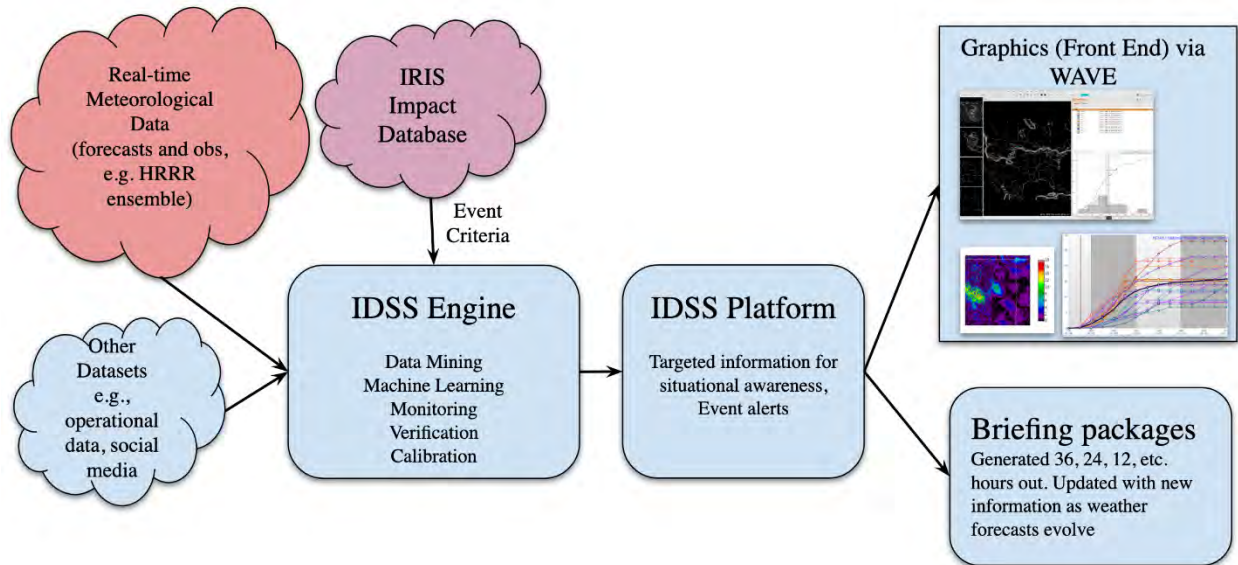 Real-time
Meteorological
Data
(forecasts and obs,
e.g. HRRR
ensemble)
IRIS
Impact
Database
Event
Criteria
Other
Datasets
e.g.,
operational
data, social
media
IDSS Engine
Data Mining
Machine Learning
Monitoring
Verification
Calibration
IDSS Platform
Targeted information for
situational awareness,
Event alerts
Graphics (Front End) via
WAVE
Briefing packages
Generated 36, 24, 12, etc.
hours out. Updated with new
information as weather
forecasts evolve